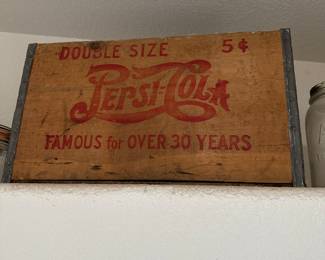 DOUBLE SIZE 5¢
PEPSI-COLA
FAMOUS for OVER 30 YEARS